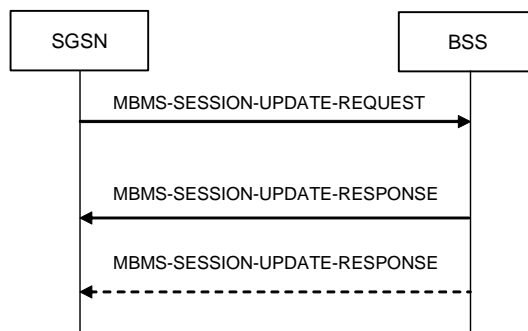 SGSN
BSS
MBMS-SESSION-UPDATE-REQUEST
MBMS-SESSION-UPDATE-RESPONSE
MBMS-SESSION-UPDATE-RESPONSE